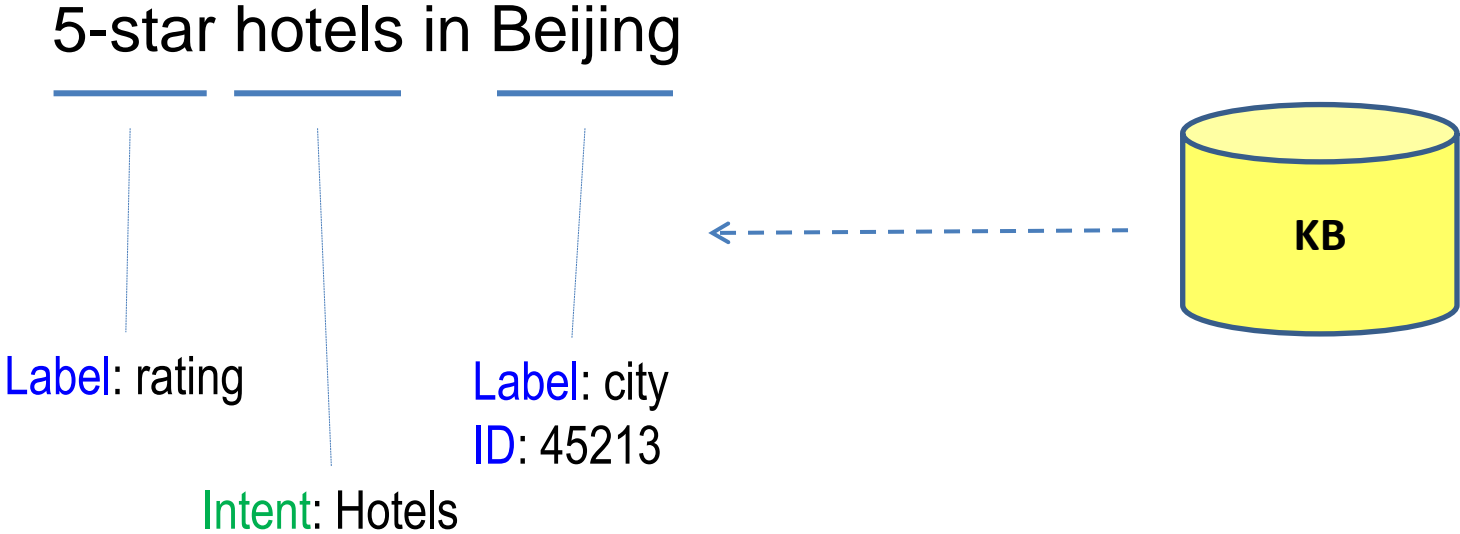 5-star hotels in Beijing
KB
Label: rating
Label: city
ID: 45213
Intent: Hotels